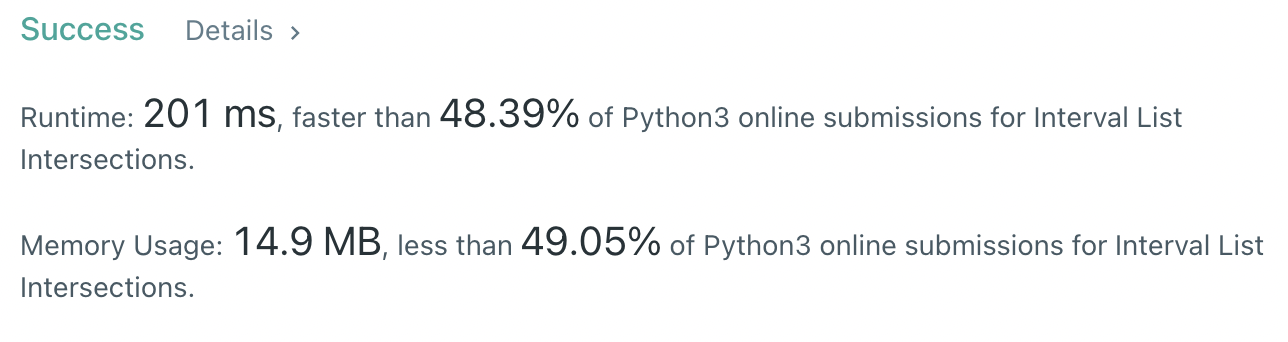 Success Details >
Runtime: 201 ms, faster than 48.39% of Python3 online submissions for Interval List
Intersections.
Memory Usage: 14.9 MB, less than 49.05% of Python3 online submissions for Interval List
Intersections.